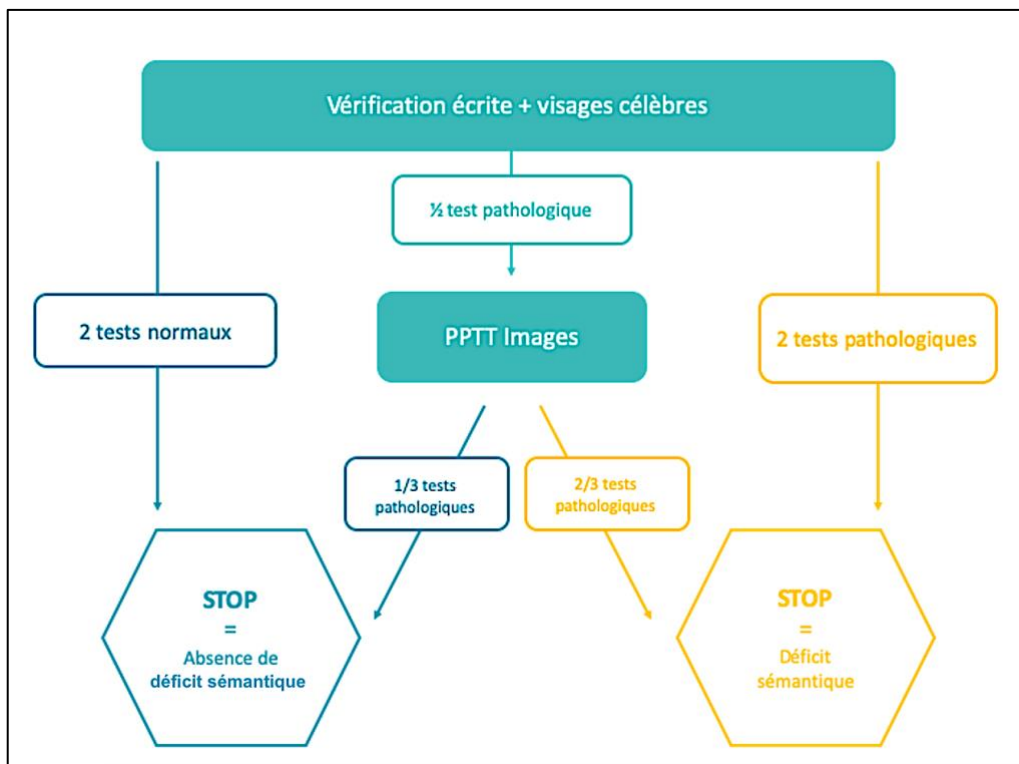 Vérification écrite + visages célèbres
½ test pathologique
2 tests normaux
PPTT Images
2 tests pathologiques
1/3 tests
pathologiques
2/3 tests
pathologiques
STOP
=
Absence de
déficit sémantique
STOP
=
Déficit
sémantique